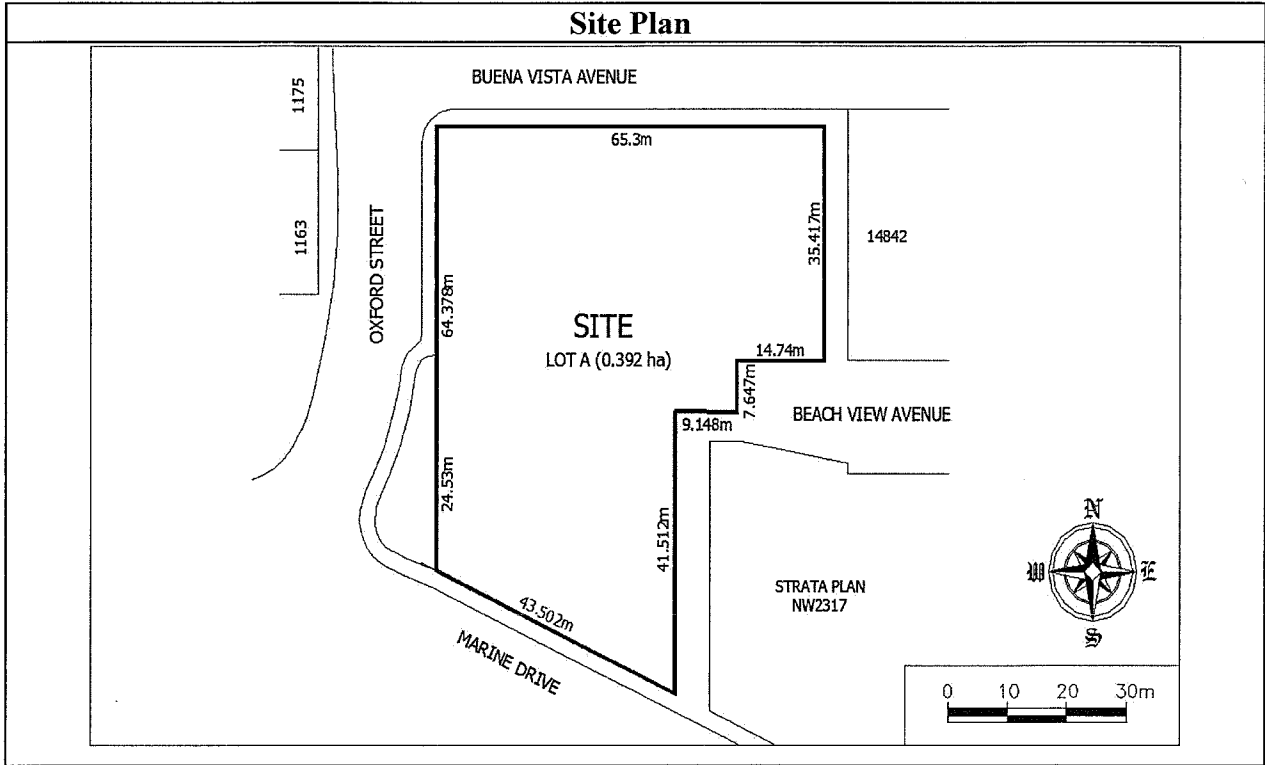 Site Plan
BUENA VISTA AVENUE
1175
65.3m
1163
OXFORD STREET
35.417m
14842
64.378m
SITE
LOT A (0.392 ha)
14.74m
7.647m
BEACH VIEW AVENUE
9.148m
24.53m
41.512m
N
W
E
S
STRATA PLAN
NW2317
43.502m
MARINE DRIVE
0 10 20 30m